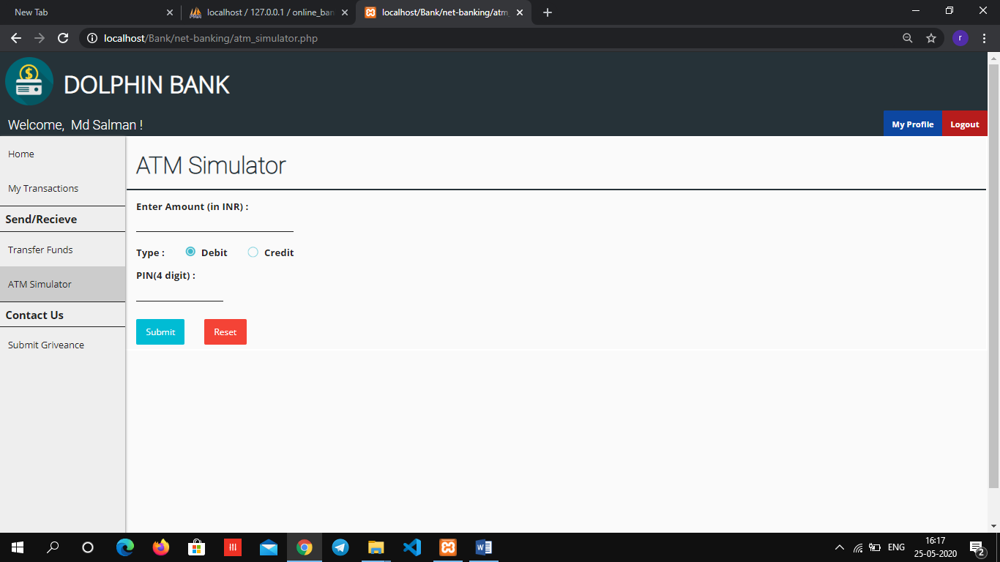 New Tab
localhost / 127.0.0.1 / online_ban
localhost/Bank/net-banking/atm_
localhost/Bank/net-banking/atm_simulator.php
r
DOLPHIN BANK
Welcome, Md Salman !
My Profile
Logout
Home
My Transactions
Send/Recieve
Transfer Funds
ATM Simulator
Contact Us
Submit Griveance
ATM Simulator
Enter Amount (in INR) :
Type : Debit Credit
PIN(4 digit) :
Submit Reset
ENG
16:17
25-05-2020
2